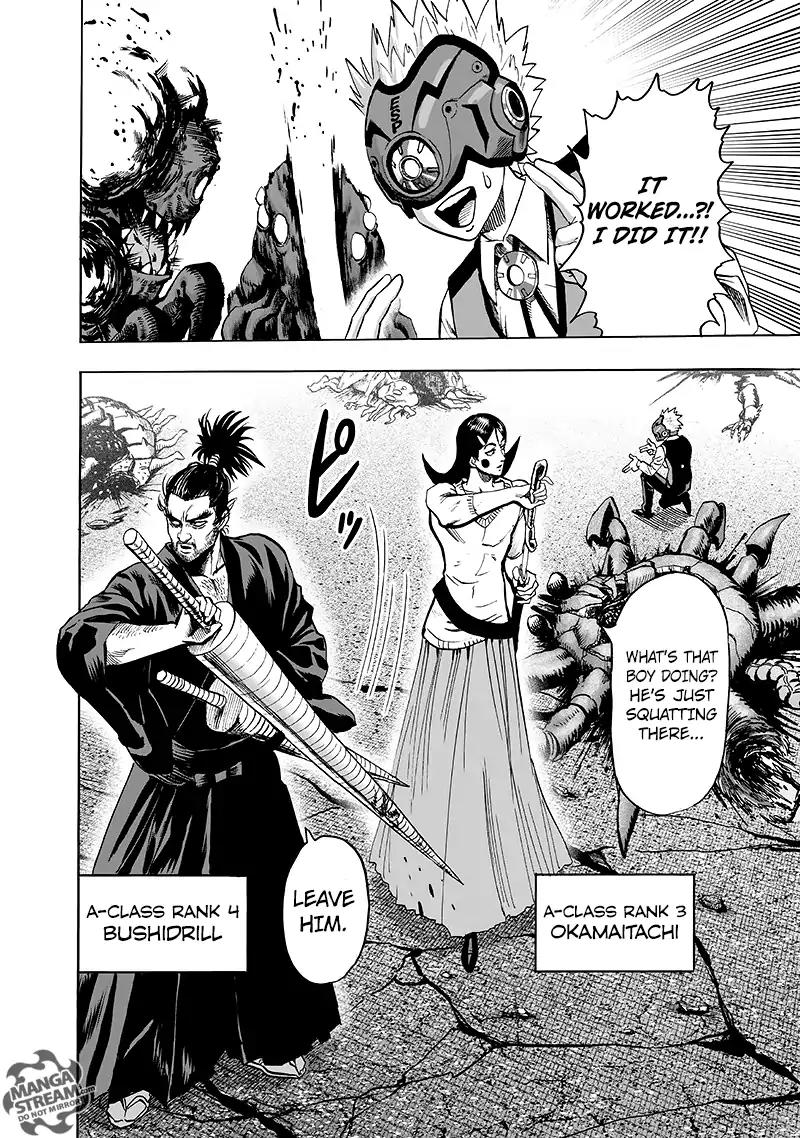 IT
WORKED...?!
I DID IT!!
ESP
ピ
ッ
WHAT'S THAT
BOY DOING?
HE'S JUST
SQUATTING
THERE...
LEAVE
HIM.
A-CLASS RANK 3
OKAMAITACHI
A-CLASS RANK 4
BUSHIDRILL
MANGA
STREAM.com
DO NOT MIRROR